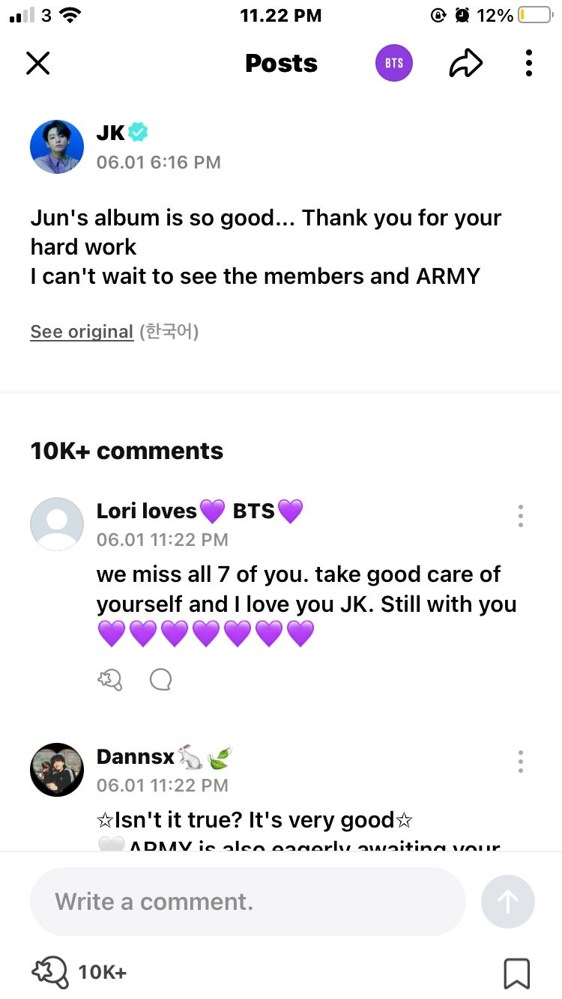 3 11.22 PM 12%
Posts BTS
JK
06.01 6:16 PM
Jun's album is so good... Thank you for your
hard work
I can't wait to see the members and ARMY
See original (한국어)
10K+ comments
Lori loves💜 BTS💜
06.01 11:22 PM
we miss all 7 of you. take good care of
yourself and I love you JK. Still with you
💜💜💜💜💜💜💜
Dannsx🐇🍃
06.01 11:22 PM
☆Isn't it true? It's very good☆
🤍ARMY is also eagerly awaiting your
Write a comment.
10K+